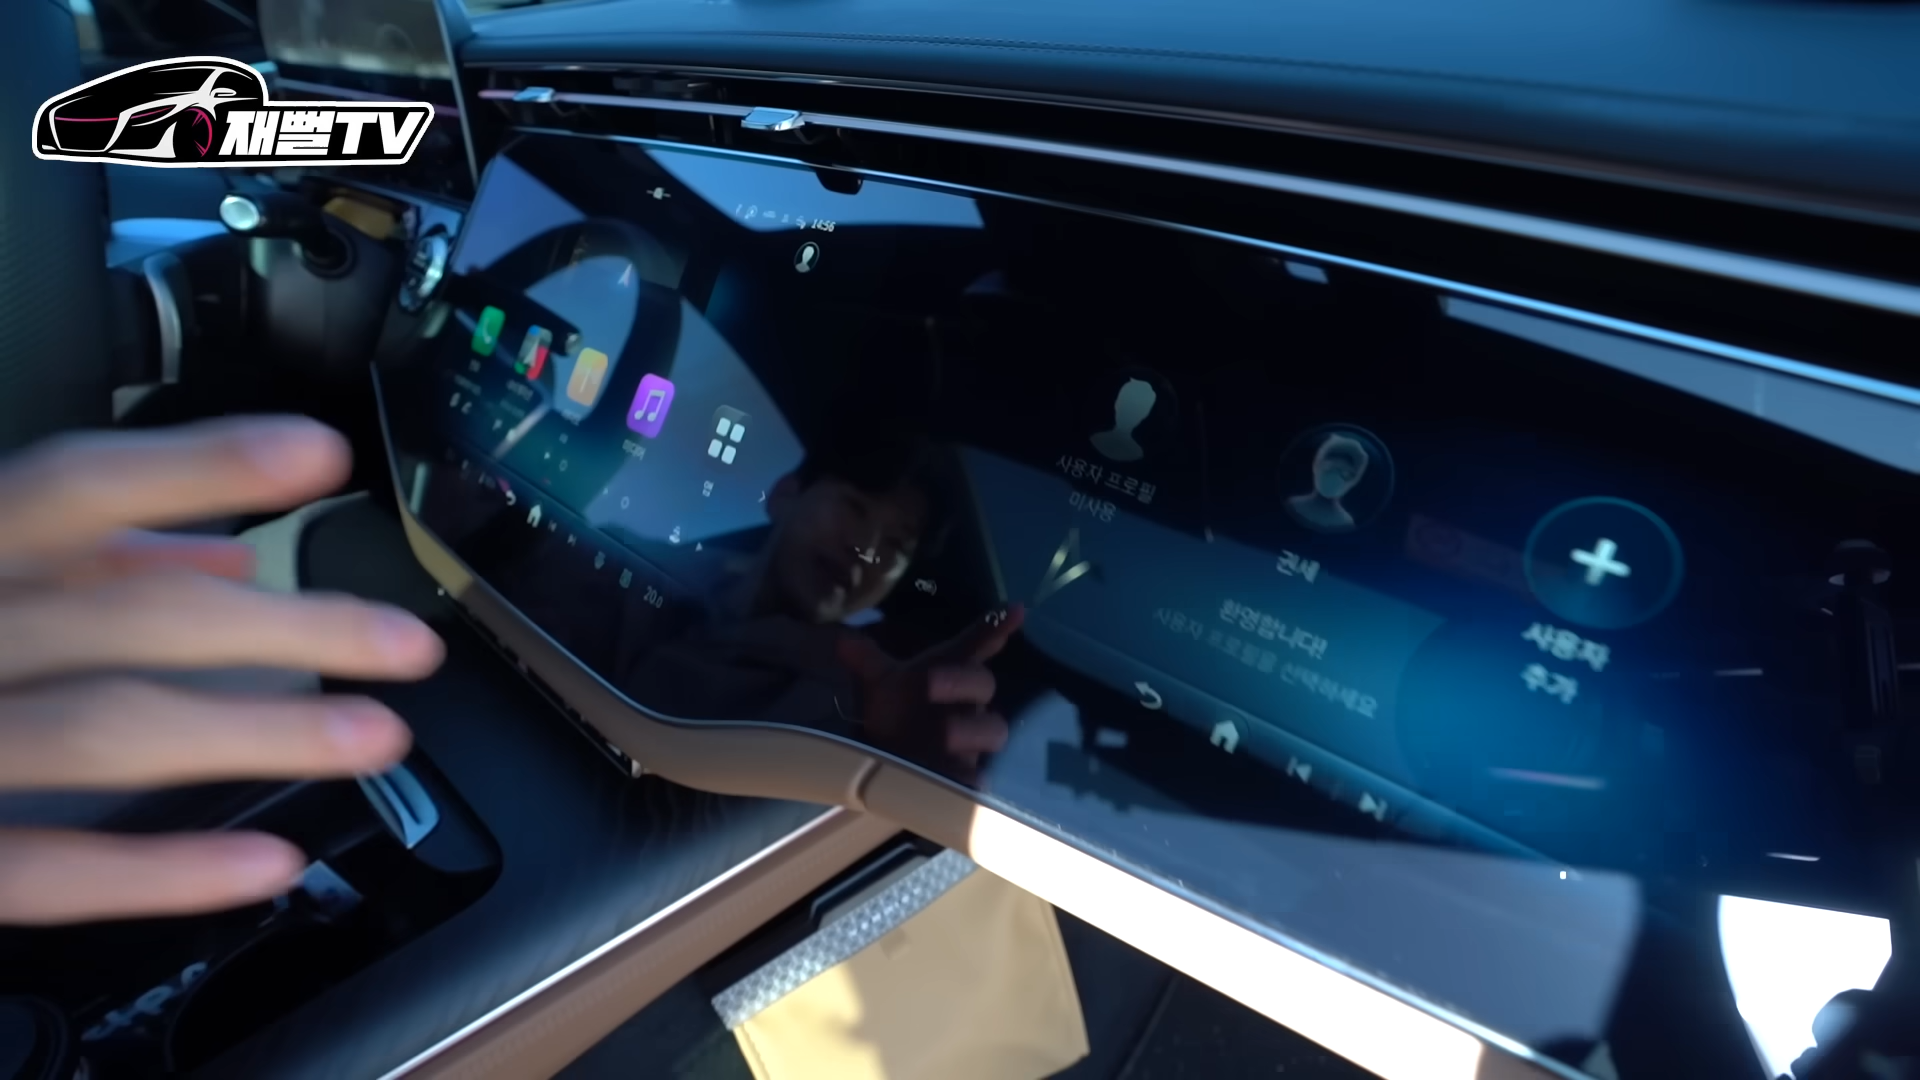 재뻘TV
14:56
앱
20.0
사용자 프로필
미사용
권세
환영합니다!
사용자 프로필을 선택하세요
사용자
추가